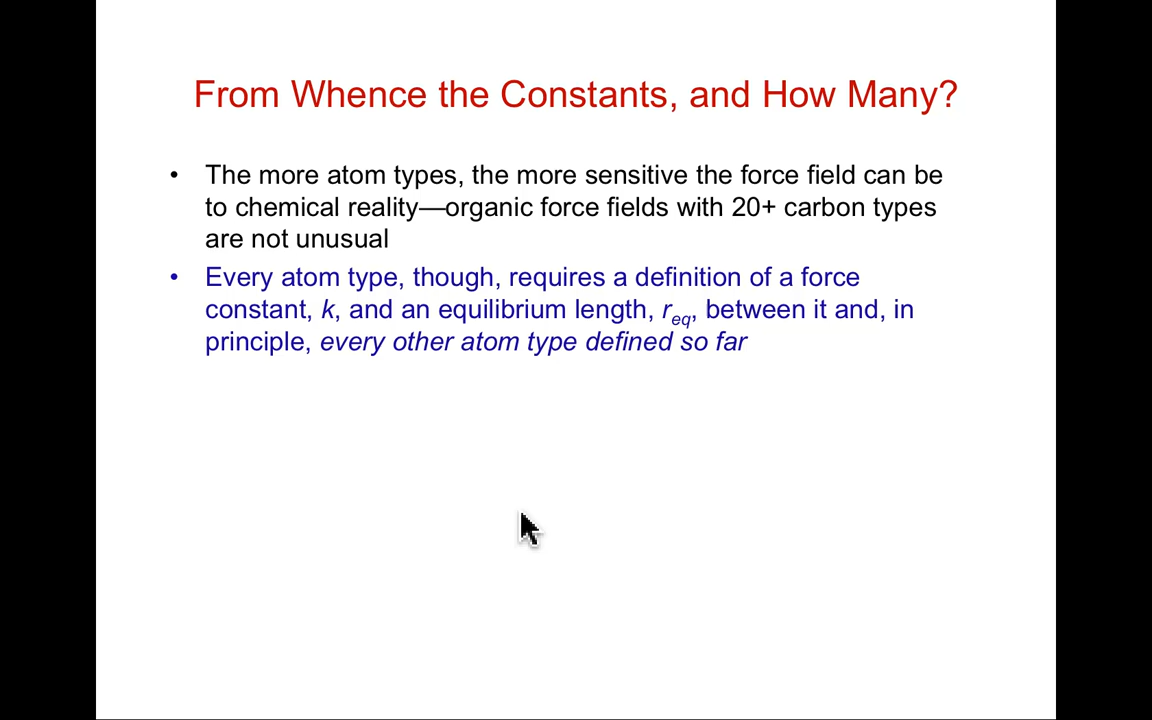 From Whence the Constants, and How Many?
• The more atom types, the more sensitive the force field can be
to chemical reality—organic force fields with 20+ carbon types
are not unusual
• Every atom type, though, requires a definition of a force
constant, k, and an equilibrium length, req, between it and, in
principle, every other atom type defined so far